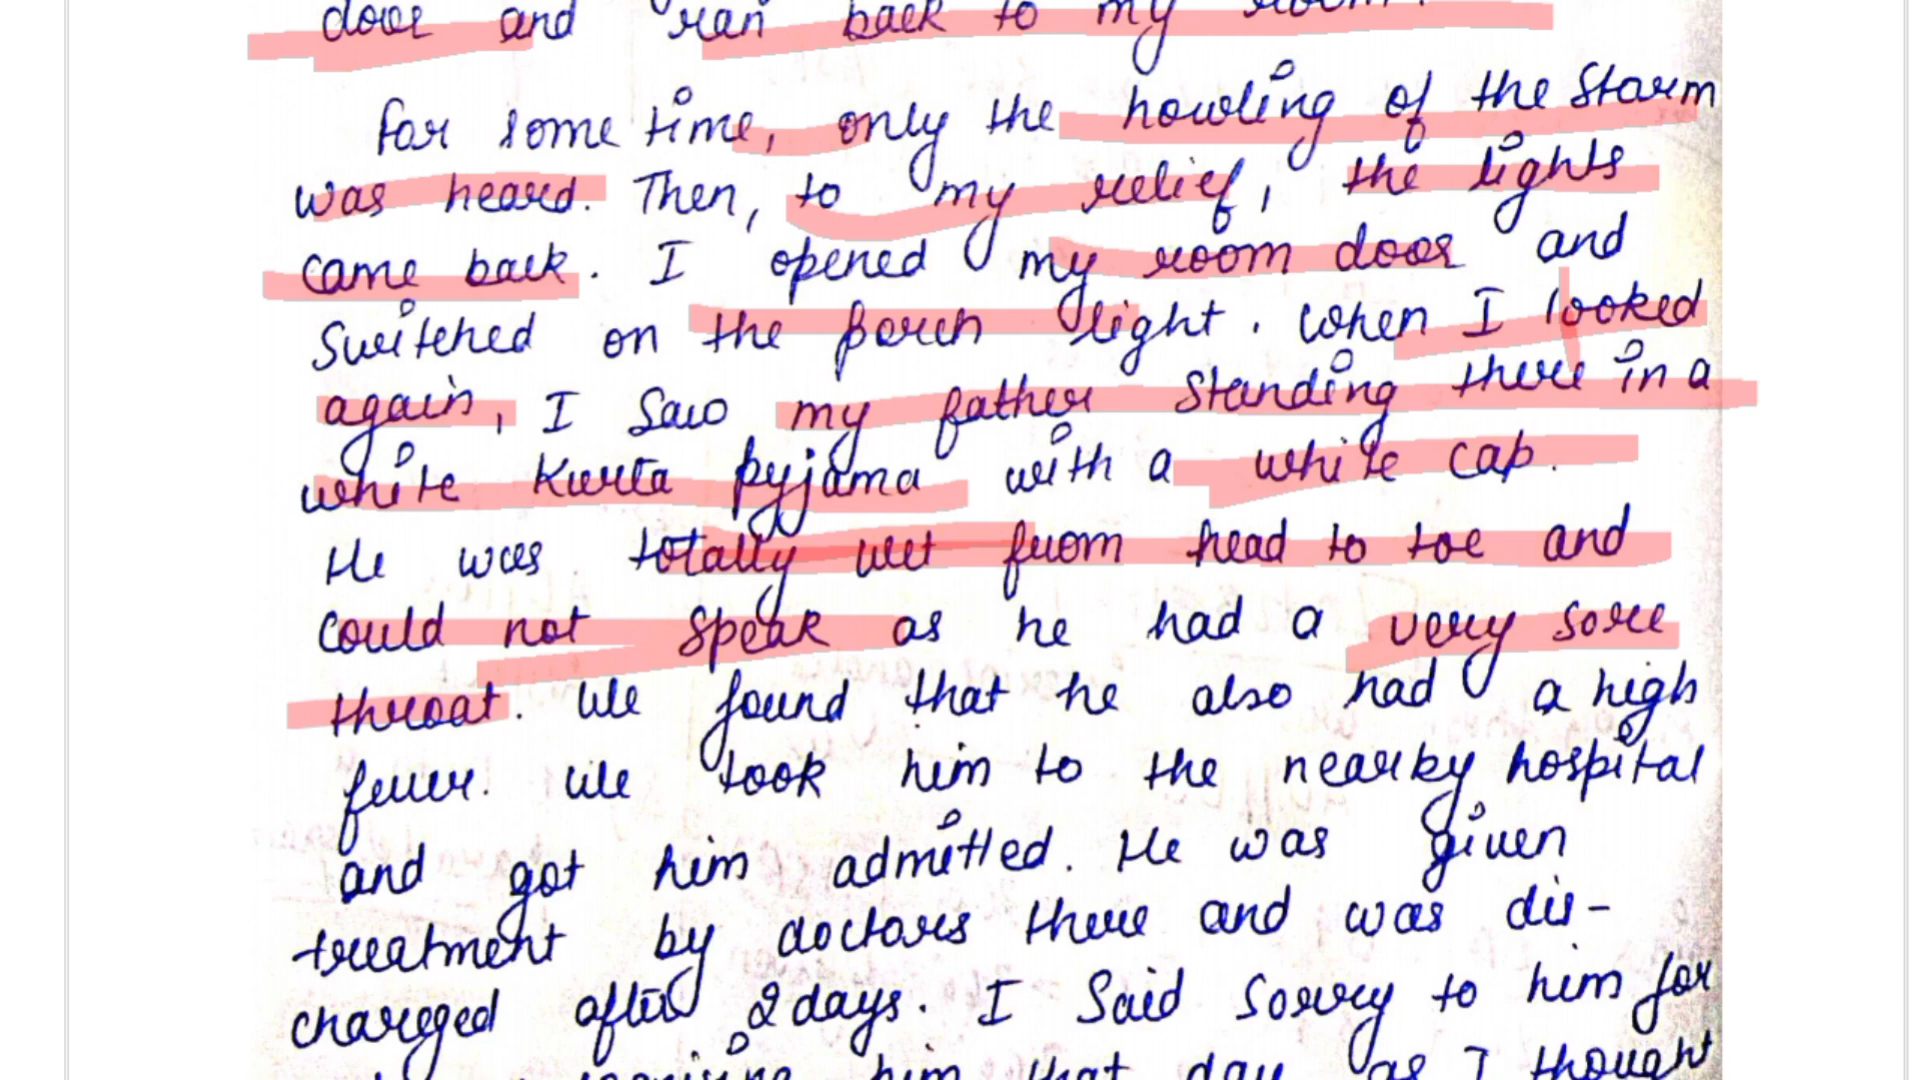 door and ran back to my room.
For some time, only the howling of the Storm
was heard. Then, to my relief, the lights
came back. I opened my room door and
Switched on the porch light. When I looked
again, I Saw my father Standing there in a
white Kurta pyjama with a white cap.
He was totally wet from head to toe and
could not Speak as he had a very sore
throat. We found that he also had a high
fever. We took him to the nearby hospital
and got him admitted. He was given
treatment by doctors there and was dis-
charged after 2 days. I Said Sorry to him for
him that day as I thought